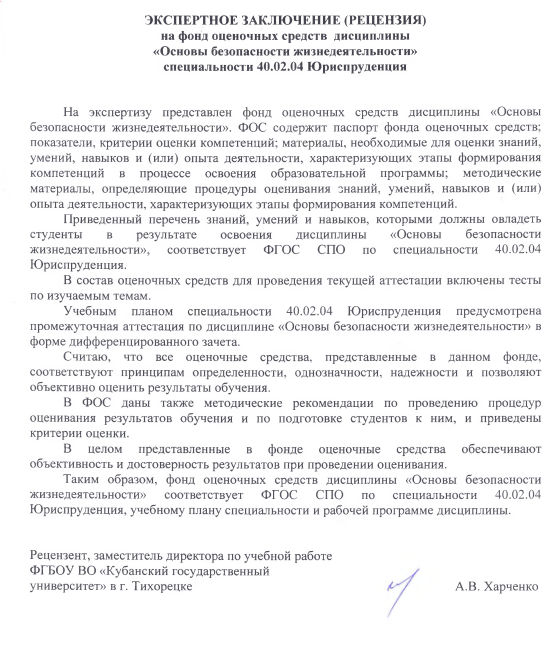 ЭКСПЕРТНОЕ ЗАКЛЮЧЕНИЕ (РЕЦЕНЗИЯ)
на фонд оценочных средств дисциплины
«Основы безопасности жизнедеятельности»
специальности 40.02.04 Юриспруденция
На экспертизу представлен фонд оценочных средств дисциплины «Основы
безопасности жизнедеятельности». ФОС содержит паспорт фонда оценочных средств;
показатели, критерии оценки компетенций; материалы, необходимые для оценки знаний,
умений, навыков и (или) опыта деятельности, характеризующих этапы формирования
компетенций в процессе освоения образовательной программы; методические
материалы, определяющие процедуры оценивания знаний, умений, навыков и (или)
опыта деятельности, характеризующих этапы формирования компетенций.
Приведенный перечень знаний, умений и навыков, которыми должны овладеть
студенты в результате освоения дисциплины «Основы безопасности
жизнедеятельности», соответствует ФГОС СПО по специальности 40.02.04
Юриспруденция.
В состав оценочных средств для проведения текущей аттестации включены тесты
по изучаемым темам.
Учебным планом специальности 40.02.04 Юриспруденция предусмотрена
промежуточная аттестация по дисциплине «Основы безопасности жизнедеятельности» в
форме дифференцированного зачета.
Считаю, что все оценочные средства, представленные в данном фонде,
соответствуют принципам определенности, однозначности, надежности и позволяют
объективно оценить результаты обучения.
В ФОС даны также методические рекомендации по проведению процедур
оценивания результатов обучения и по подготовке студентов к ним, и приведены
критерии оценки.
В целом представленные в фонде оценочные средства обеспечивают
объективность и достоверность результатов при проведении оценивания.
Таким образом, фонд оценочных средств дисциплины «Основы безопасности
жизнедеятельности» соответствует ФГОС СПО по специальности 40.02.04
Юриспруденция, учебному плану специальности и рабочей программе дисциплины.
Рецензент, заместитель директора по учебной работе
ФГБОУ ВО «Кубанский государственный
университет» в г. Тихорецке А.В. Харченко